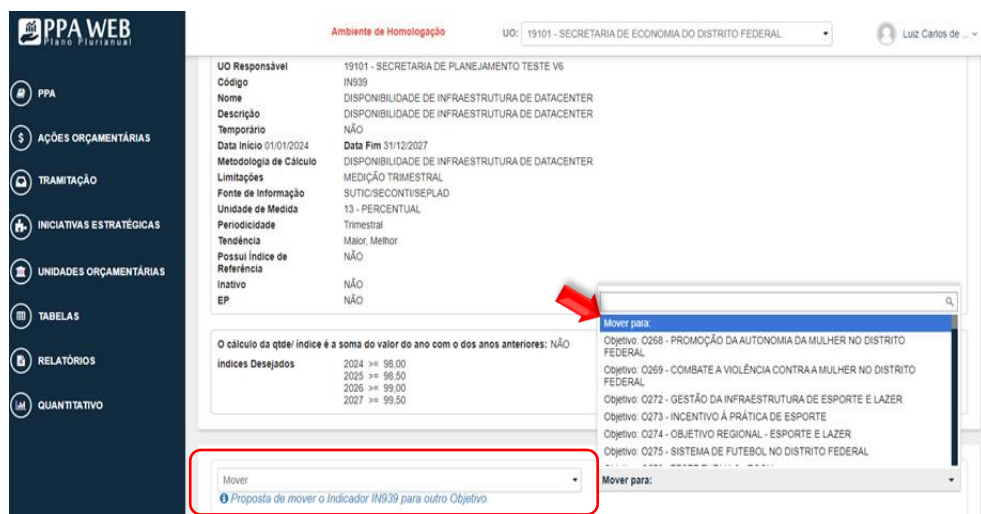 PPA WEB
Plano Plurianual
Ambiente de Homologação
UO: 19101 - SECRETARIA DE ECONOMIA DO DISTRITO FEDERAL
Luiz Carlos de ...
PPA
AÇÕES ORÇAMENTÁRIAS
TRAMITAÇÃO
INICIATIVAS ESTRATÉGICAS
UNIDADES ORÇAMENTÁRIAS
TABELAS
RELATÓRIOS
QUANTITATIVO
UO Responsável 19101 - SECRETARIA DE PLANEJAMENTO TESTE V6
Código IN939
Nome DISPONIBILIDADE DE INFRAESTRUTURA DE DATACENTER
Descrição DISPONIBILIDADE DE INFRAESTRUTURA DE DATACENTER
Temporário NÃO
Data Início 01/01/2024 Data Fim 31/12/2027
Metodologia de Cálculo DISPONIBILIDADE DE INFRAESTRUTURA DE DATACENTER
Limitações MEDIÇÃO TRIMESTRAL
Fonte de Informação SUTIC/SECONTI/SEPLAD
Unidade de Medida 13 - PERCENTUAL
Periodicidade Trimestral
Tendência Maior, Melhor
Possui Índice de NÃO
Referência
Inativo NÃO
EP NÃO
O cálculo da qtde/ índice é a soma do valor do ano com o dos anos anteriores: NÃO
índices Desejados 2024 >= 98,00
2025 >= 98,50
2026 >= 99,00
2027 >= 99,50
Mover para:
Objetivo: O268 - PROMOÇÃO DA AUTONOMIA DA MULHER NO DISTRITO
FEDERAL
Objetivo: O269 - COMBATE A VIOLÊNCIA CONTRA A MULHER NO DISTRITO
FEDERAL
Objetivo: O272 - GESTÃO DA INFRAESTRUTURA DE ESPORTE E LAZER
Objetivo: O273 - INCENTIVO À PRÁTICA DE ESPORTE
Objetivo: O274 - OBJETIVO REGIONAL - ESPORTE E LAZER
Objetivo: O275 - SISTEMA DE FUTEBOL NO DISTRITO FEDERAL
Mover
Mover para:
Proposta de mover o Indicador IN939 para outro Objetivo.